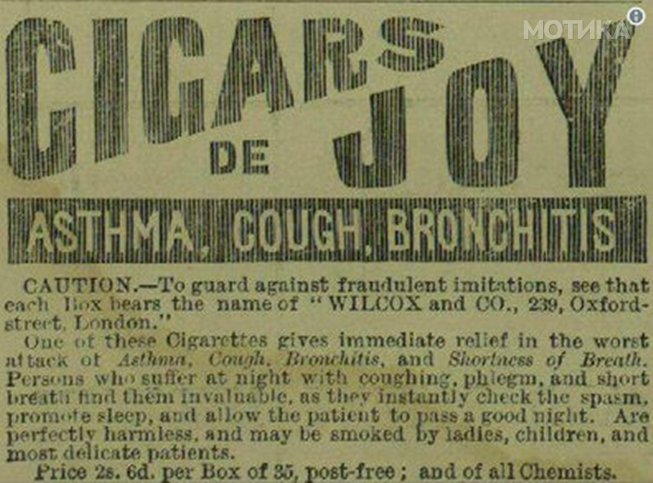 МОТИКА
CIGARS
DE JOY
ASTHMA, COUGH, BRONCHITIS
CAUTION.—To guard against fraudulent imitations, see that
each Box bears the name of "WILCOX and CO., 239, Oxford-
street, London."
One of these Cigarettes gives immediate relief in the worst
attack of Asthma, Cough, Bronchitis, and Shortness of Breath.
Persons who suffer at night with coughing, phlegm, and short
breath find them invaluable, as they instantly check the spasm,
promote sleep, and allow the patient to pass a good night. Are
perfectly harmless, and may be smoked by ladies, children, and
most delicate patients.
Price 2s. 6d. per Box of 35, post-free; and of all Chemists.